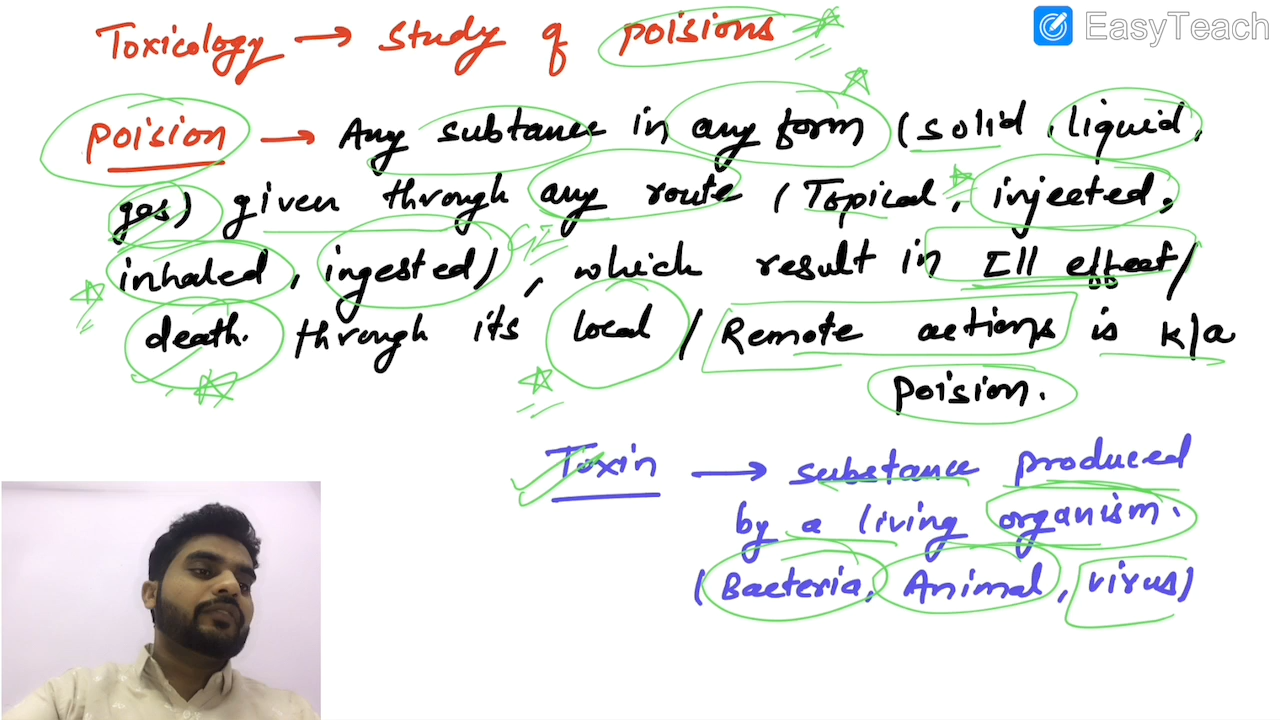 EasyTeach
Toxicology → study of poisions
poision → Any subtance in any form (solid, liquid,
gas) given through any route (Topical, injected,
inhaled, ingested), which result in Ill effect/
death. through its local / Remote actions is k/a
poision.
Toxin → substance produced
by a living organism.
(Bacteria, Animal, virus)